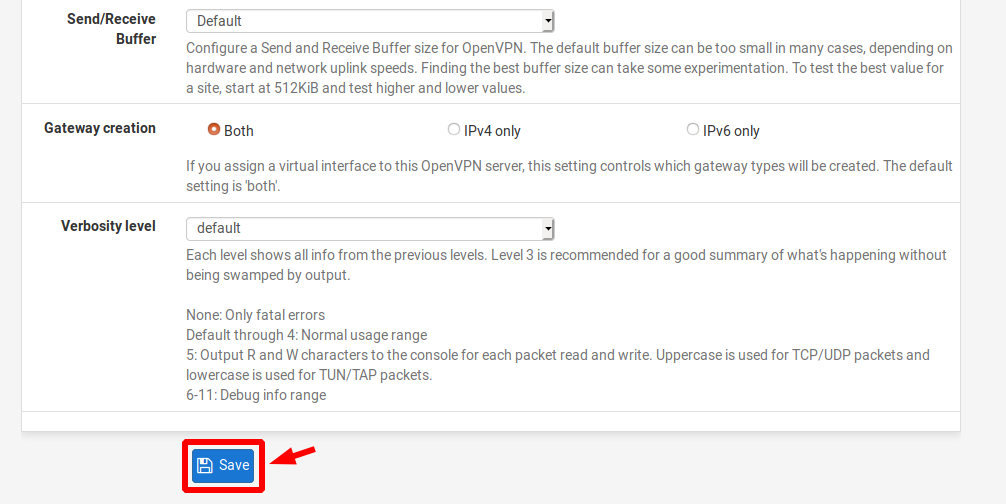 Send/Receive Buffer
Default
Configure a Send and Receive Buffer size for OpenVPN. The default buffer size can be too small in many cases, depending on
hardware and network uplink speeds. Finding the best buffer size can take some experimentation. To test the best value for
a site, start at 512KiB and test higher and lower values.
Gateway creation
Both
IPv4 only
IPv6 only
If you assign a virtual interface to this OpenVPN server, this setting controls which gateway types will be created. The default
setting is 'both'.
Verbosity level
default
Each level shows all info from the previous levels. Level 3 is recommended for a good summary of what's happening without
being swamped by output.
None: Only fatal errors
Default through 4: Normal usage range
5: Output R and W characters to the console for each packet read and write. Uppercase is used for TCP/UDP packets and
lowercase is used for TUN/TAP packets.
6-11: Debug info range
Save